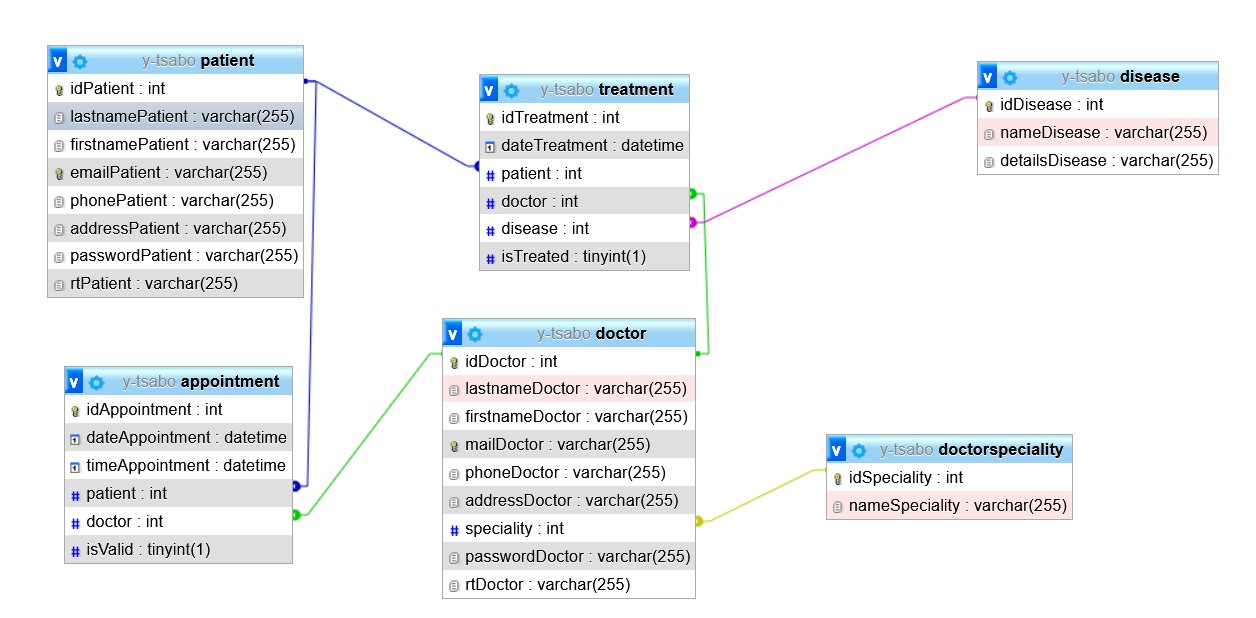 v y-tsabo patient
idPatient : int
lastnamePatient : varchar(255)
firstnamePatient : varchar(255)
emailPatient : varchar(255)
phonePatient : varchar(255)
addressPatient : varchar(255)
passwordPatient : varchar(255)
rtPatient : varchar(255)
v y-tsabo treatment
idTreatment : int
dateTreatment : datetime
# patient : int
# doctor : int
# disease : int
# isTreated : tinyint(1)
v y-tsabo disease
idDisease : int
nameDisease : varchar(255)
detailsDisease : varchar(255)
v y-tsabo appointment
idAppointment : int
dateAppointment : datetime
timeAppointment : datetime
# patient : int
# doctor : int
# isValid : tinyint(1)
v y-tsabo doctor
idDoctor : int
lastnameDoctor : varchar(255)
firstnameDoctor : varchar(255)
mailDoctor : varchar(255)
phoneDoctor : varchar(255)
addressDoctor : varchar(255)
# speciality : int
passwordDoctor : varchar(255)
rtDoctor : varchar(255)
v y-tsabo doctorspeciality
idSpeciality : int
nameSpeciality : varchar(255)